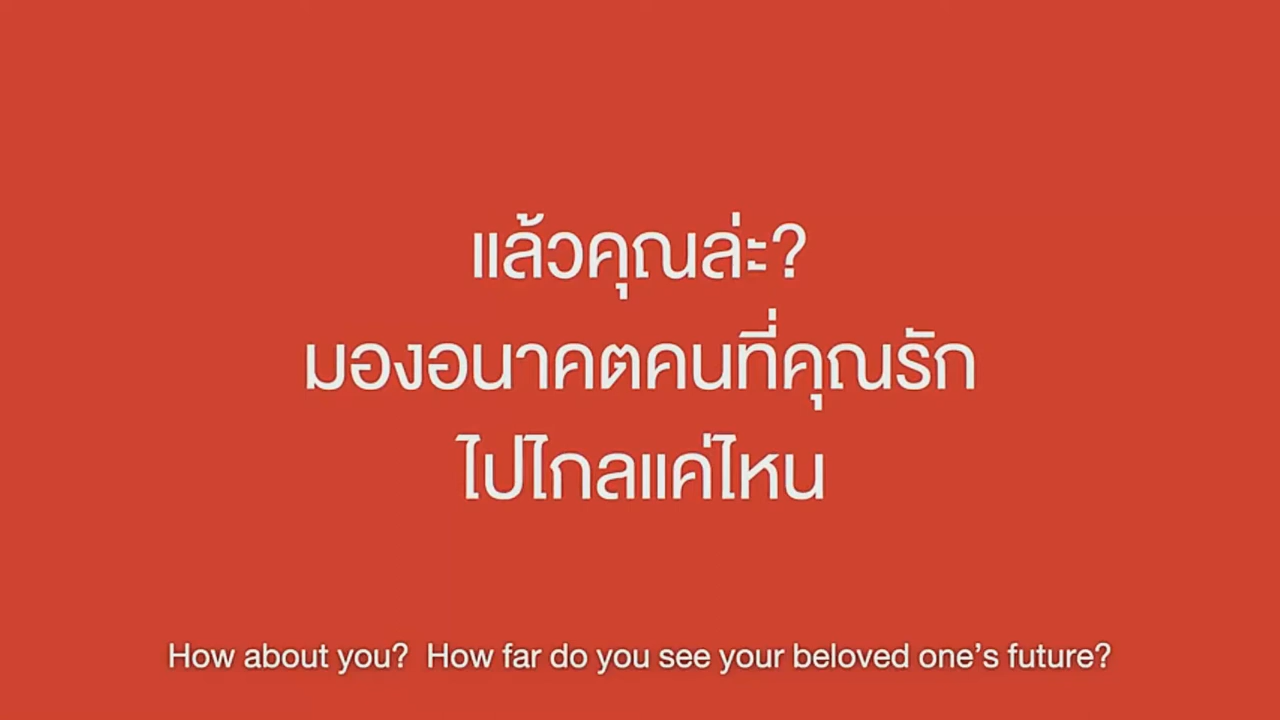 แล้วคุณล่ะ?
มองอนาคตคนที่คุณรัก
ไปไกลแค่ไหน
How about you?  How far do you see your beloved one's future?